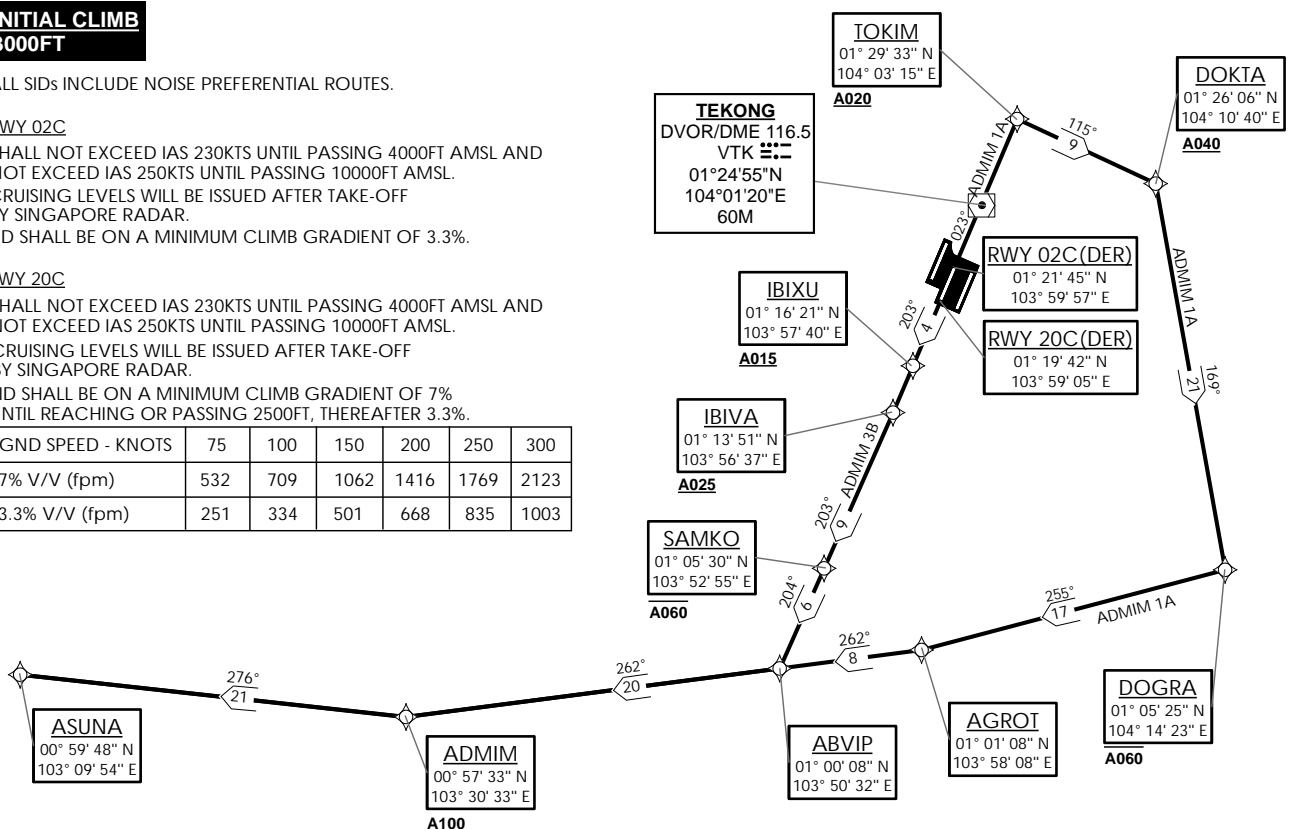 NITIAL CLIMB
3000FT
ALL SIDs INCLUDE NOISE PREFERENTIAL ROUTES.
WY 02C
HALL NOT EXCEED IAS 230KTS UNTIL PASSING 4000FT AMSL AND
NOT EXCEED IAS 250KTS UNTIL PASSING 10000FT AMSL.
CRUISING LEVELS WILL BE ISSUED AFTER TAKE-OFF
Y SINGAPORE RADAR.
ND SHALL BE ON A MINIMUM CLIMB GRADIENT OF 3.3%.
WY 20C
HALL NOT EXCEED IAS 230KTS UNTIL PASSING 4000FT AMSL AND
NOT EXCEED IAS 250KTS UNTIL PASSING 10000FT AMSL.
CRUISING LEVELS WILL BE ISSUED AFTER TAKE-OFF
BY SINGAPORE RADAR.
ND SHALL BE ON A MINIMUM CLIMB GRADIENT OF 7%
NTIL REACHING OR PASSING 2500FT, THEREAFTER 3.3%.
GND SPEED - KNOTS 75 100 150 200 250 300
7% V/V (fpm) 532 709 1062 1416 1769 2123
3.3% V/V (fpm) 251 334 501 668 835 1003
TOKIM
01° 29' 33" N
104° 03' 15" E
A020
DOKTA
01° 26' 06" N
104° 10' 40" E
A040
TEKONG
DVOR/DME 116.5
VTK
01°24'55"N
104°01'20"E
60M
115°
9
ADMIM 1A
023°
RWY 02C(DER)
01° 21' 45" N
103° 59' 57" E
RWY 20C(DER)
01° 19' 42" N
103° 59' 05" E
IBIXU
01° 16' 21" N
103° 57' 40" E
A015
203°
4
ADMIM 1A
169°
21
IBIVA
01° 13' 51" N
103° 56' 37" E
A025
ADMIM 3B
203°
9
SAMKO
01° 05' 30" N
103° 52' 55" E
A060
204°
6
255°
17
ADMIM 1A
262°
8
262°
20
276°
21
DOGRA
01° 05' 25" N
104° 14' 23" E
A060
AGROT
01° 01' 08" N
103° 58' 08" E
ABVIP
01° 00' 08" N
103° 50' 32" E
ADMIM
00° 57' 33" N
103° 30' 33" E
A100
ASUNA
00° 59' 48" N
103° 09' 54" E